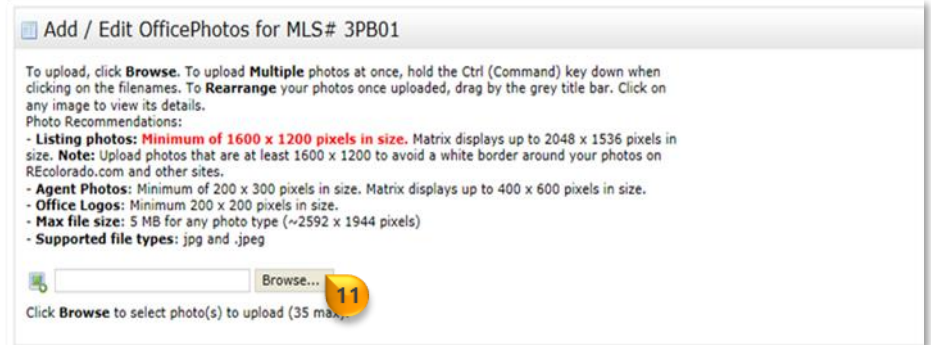 Add / Edit OfficePhotos for MLS# 3PB01
To upload, click Browse. To upload Multiple photos at once, hold the Ctrl (Command) key down when
clicking on the filenames. To Rearrange your photos once uploaded, drag by the grey title bar. Click on
any image to view its details.
Photo Recommendations:
- Listing photos: Minimum of 1600 x 1200 pixels in size. Matrix displays up to 2048 x 1536 pixels in
size. Note: Upload photos that are at least 1600 x 1200 to avoid a white border around your photos on
REcolorado.com and other sites.
- Agent Photos: Minimum of 200 x 300 pixels in size. Matrix displays up to 400 x 600 pixels in size.
- Office Logos: Minimum 200 x 200 pixels in size.
- Max file size: 5 MB for any photo type (~2592 x 1944 pixels)
- Supported file types: jpg and .jpeg
Browse...
11
Click Browse to select photo(s) to upload (35 max).